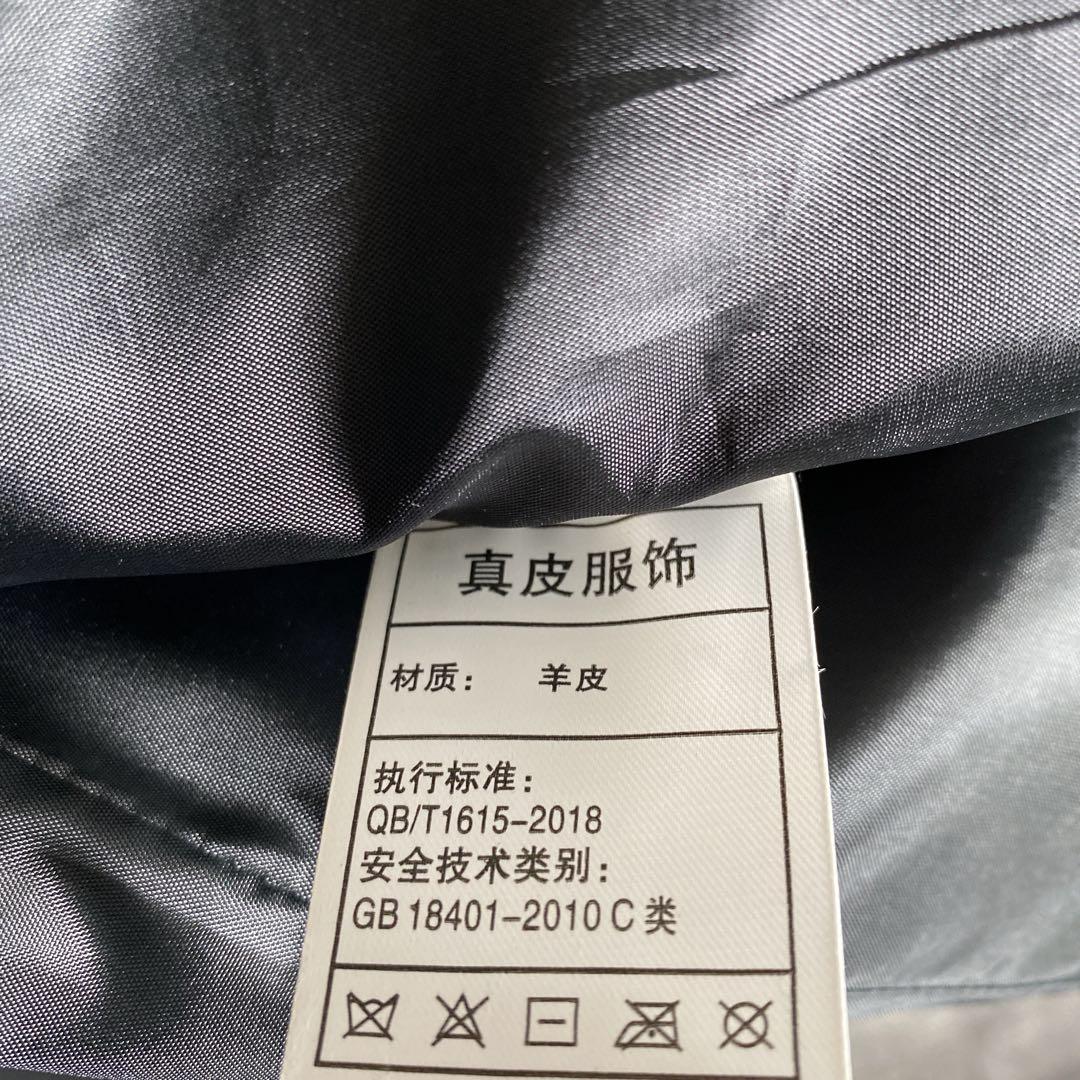 真皮服饰
材质： 羊皮
执行标准：
QB/T1615-2018
安全技术类别：
GB 18401-2010 C 类